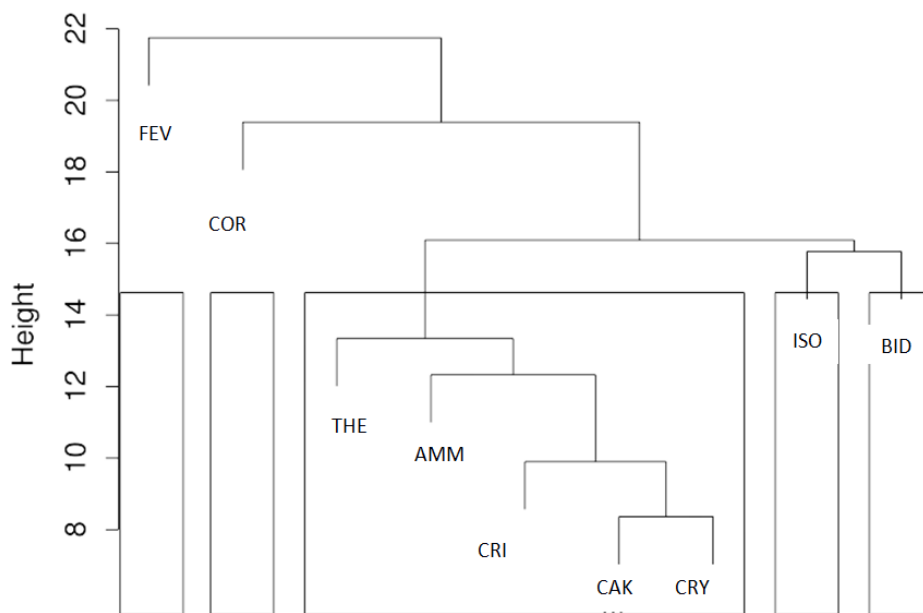 22
20
18
16
14
12
10
8
Height
FEV
COR
THE
AMM
CRI
CAK
CRY
ISO
BID